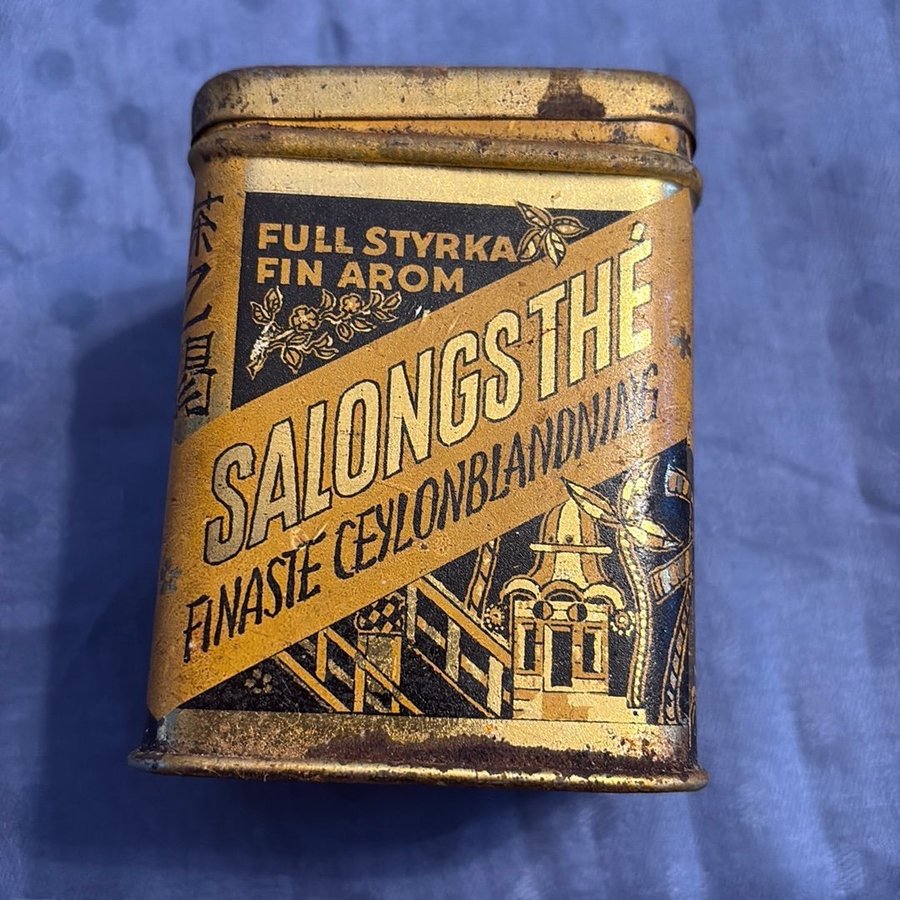 FULL STYRKA
FIN AROM
SALONGSTHÉ
FINASTE CEYLONBLANDNING